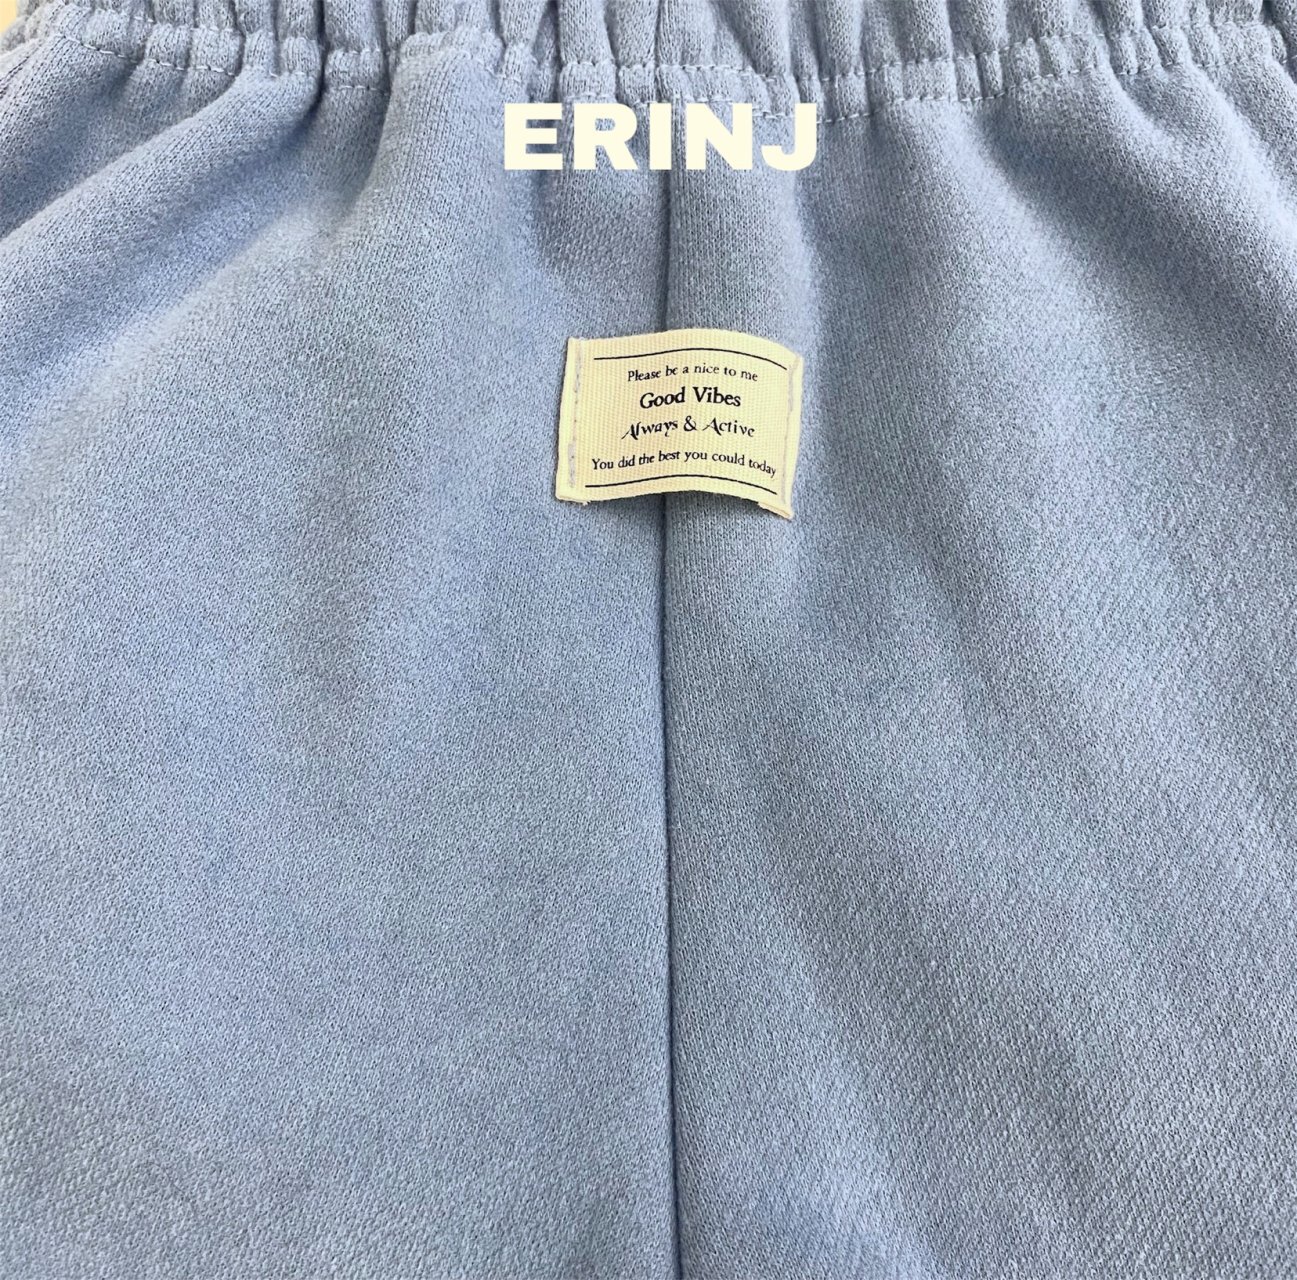 ERINJ
Please be a nice to me
Good Vibes
Always & Active
You did the best you could today